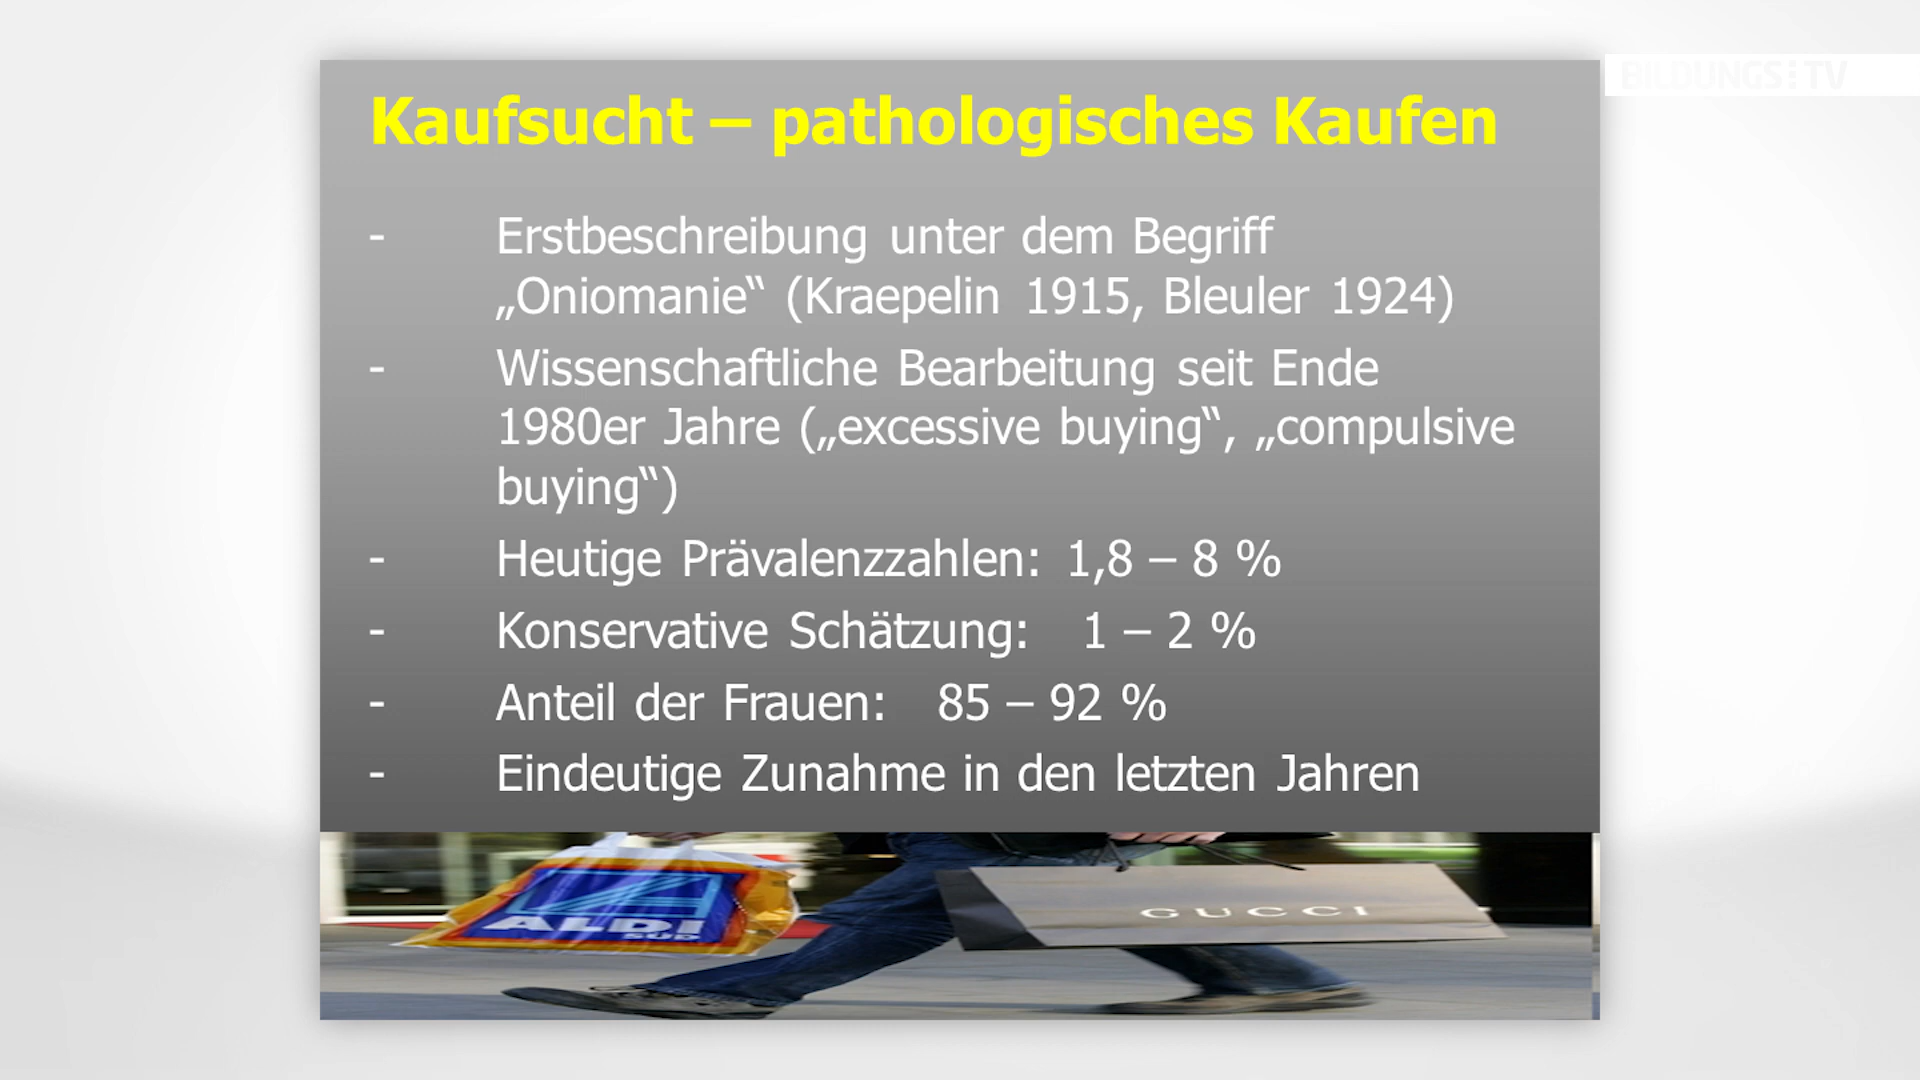 BILDUNGS TV
Kaufsucht – pathologisches Kaufen
- Erstbeschreibung unter dem Begriff
„Oniomanie“ (Kraepelin 1915, Bleuler 1924)
- Wissenschaftliche Bearbeitung seit Ende
1980er Jahre („excessive buying“, „compulsive
buying“)
- Heutige Prävalenzzahlen: 1,8 – 8 %
- Konservative Schätzung: 1 – 2 %
- Anteil der Frauen: 85 – 92 %
- Eindeutige Zunahme in den letzten Jahren
ALDI
SÜD
GUCCI